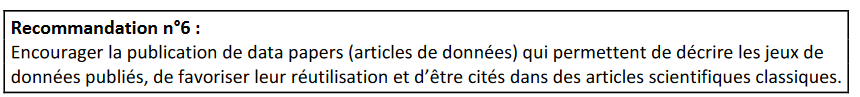 Recommandation n°6 :
Encourager la publication de data papers (articles de données) qui permettent de décrire les jeux de
données publiés, de favoriser leur réutilisation et d’être cités dans des articles scientifiques classiques.